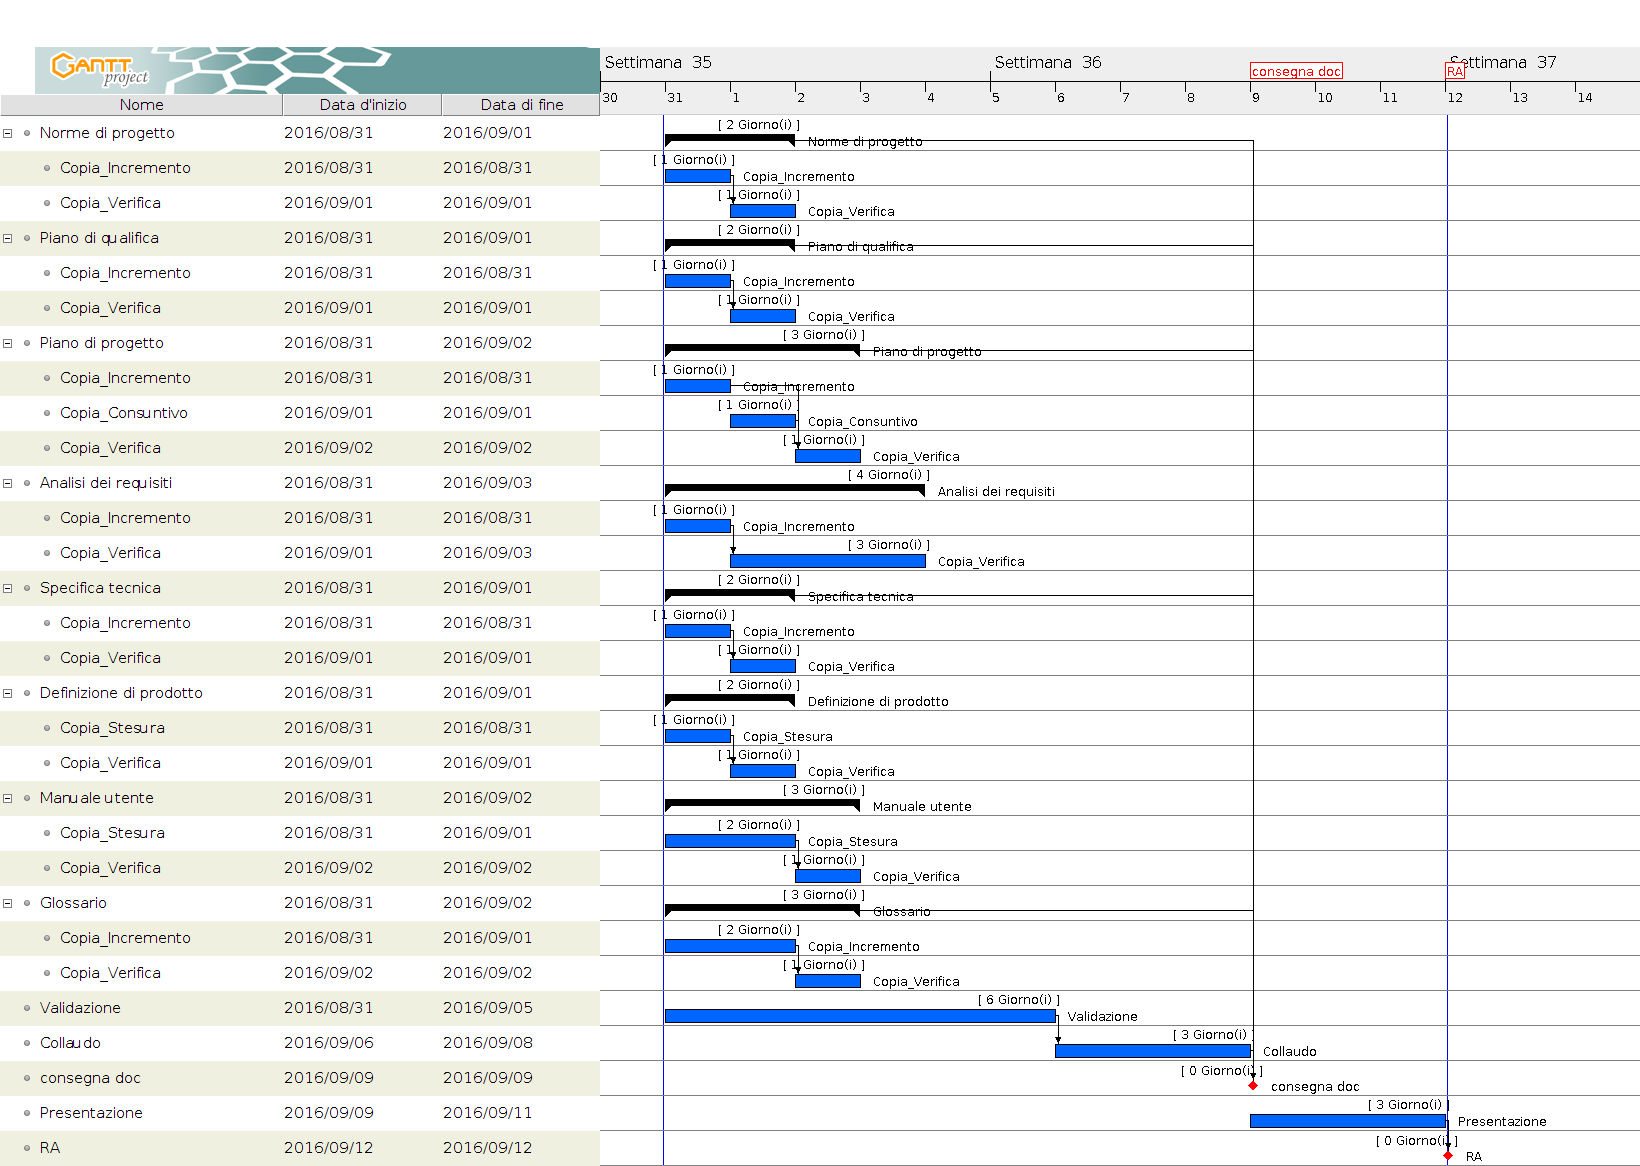 GANTT project
Settimana 35 Settimana 36 Settimana 37
consegna doc RA
30 31 1 2 3 4 5 6 7 8 9 10 11 12 13 14
Nome Data d'inizio Data di fine
Norme di progetto 2016/08/31 2016/09/01 [ 2 Giorno(i) ] Norme di progetto
Copia_Incremento 2016/08/31 2016/08/31 [ 1 Giorno(i) ] Copia_Incremento
Copia_Verifica 2016/09/01 2016/09/01 [ 1 Giorno(i) ] Copia_Verifica
Piano di qualifica 2016/08/31 2016/09/01 [ 2 Giorno(i) ] Piano di qualifica
Copia_Incremento 2016/08/31 2016/08/31 [ 1 Giorno(i) ] Copia_Incremento
Copia_Verifica 2016/09/01 2016/09/01 [ 1 Giorno(i) ] Copia_Verifica
Piano di progetto 2016/08/31 2016/09/02 [ 3 Giorno(i) ] Piano di progetto
Copia_Incremento 2016/08/31 2016/08/31 [ 1 Giorno(i) ] Copia_Incremento
Copia_Consuntivo 2016/09/01 2016/09/01 [ 1 Giorno(i) ] Copia_Consuntivo
Copia_Verifica 2016/09/02 2016/09/02 [ 1 Giorno(i) ] Copia_Verifica
Analisi dei requisiti 2016/08/31 2016/09/03 [ 4 Giorno(i) ] Analisi dei requisiti
Copia_Incremento 2016/08/31 2016/08/31 [ 1 Giorno(i) ] Copia_Incremento
Copia_Verifica 2016/09/01 2016/09/03 [ 3 Giorno(i) ] Copia_Verifica
Specifica tecnica 2016/08/31 2016/09/01 [ 2 Giorno(i) ] Specifica tecnica
Copia_Incremento 2016/08/31 2016/08/31 [ 1 Giorno(i) ] Copia_Incremento
Copia_Verifica 2016/09/01 2016/09/01 [ 1 Giorno(i) ] Copia_Verifica
Definizione di prodotto 2016/08/31 2016/09/01 [ 2 Giorno(i) ] Definizione di prodotto
Copia_Stesura 2016/08/31 2016/08/31 [ 1 Giorno(i) ] Copia_Stesura
Copia_Verifica 2016/09/01 2016/09/01 [ 1 Giorno(i) ] Copia_Verifica
Manuale utente 2016/08/31 2016/09/02 [ 3 Giorno(i) ] Manuale utente
Copia_Stesura 2016/08/31 2016/09/01 [ 2 Giorno(i) ] Copia_Stesura
Copia_Verifica 2016/09/02 2016/09/02 [ 1 Giorno(i) ] Copia_Verifica
Glossario 2016/08/31 2016/09/02 [ 3 Giorno(i) ] Glossario
Copia_Incremento 2016/08/31 2016/09/01 [ 2 Giorno(i) ] Copia_Incremento
Copia_Verifica 2016/09/02 2016/09/02 [ 1 Giorno(i) ] Copia_Verifica
Validazione 2016/08/31 2016/09/05 [ 6 Giorno(i) ] Validazione
Collaudo 2016/09/06 2016/09/08 [ 3 Giorno(i) ] Collaudo
consegna doc 2016/09/09 2016/09/09 [ 0 Giorno(i) ] consegna doc
Presentazione 2016/09/09 2016/09/11 [ 3 Giorno(i) ] Presentazione
RA 2016/09/12 2016/09/12 [ 0 Giorno(i) ] RA